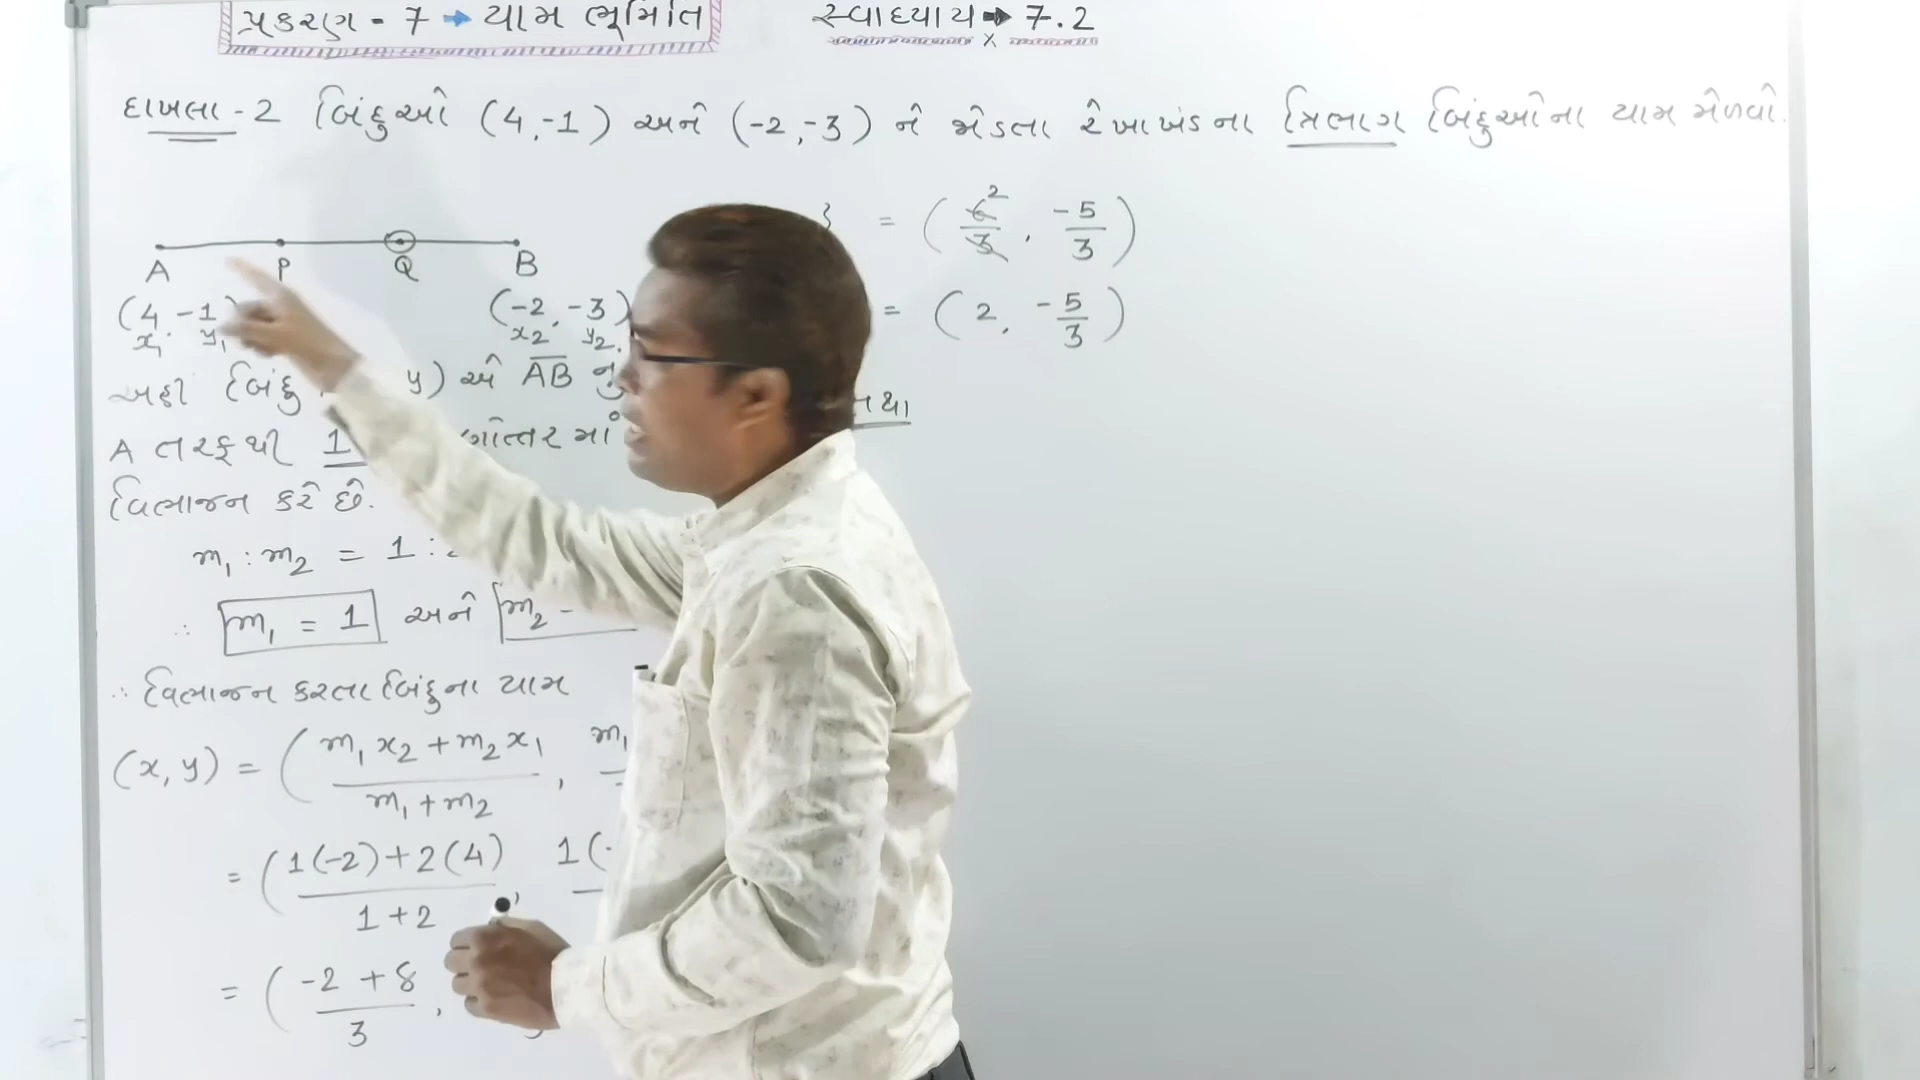 પ્રકરણ - 7 → યામ ભૂમિતિ
સ્વાધ્યાય → 7.2
દાખલા - 2 બિંદુઓ (4,-1) અને (-2,-3) ને જોડતા રેખાખંડના ત્રિભાગ બિંદુઓના યામ મેળવો.
A P Q B
(4, -1 (-2, -3)
x₁ y₁ x₂ y₂
અહીં બિંદુ y) એ AB નુ
A તરફથી 1 ગોત્તરમાં
વિભાજન કરે છે.
m₁ : m₂ = 1 :
∴ m₁ = 1 અને m₂
∴ વિભાજન કરતા બિંદુના યામ
(x, y) = ( m₁x₂ + m₂x₁ / m₁ + m₂ , m₁
= ( 1(-2) + 2(4) / 1 + 2 , 1(
= ( -2 + 8 / 3 ,
} = ( 6 2 / 3 , -5 / 3 )
= ( 2, -5 / 3 )